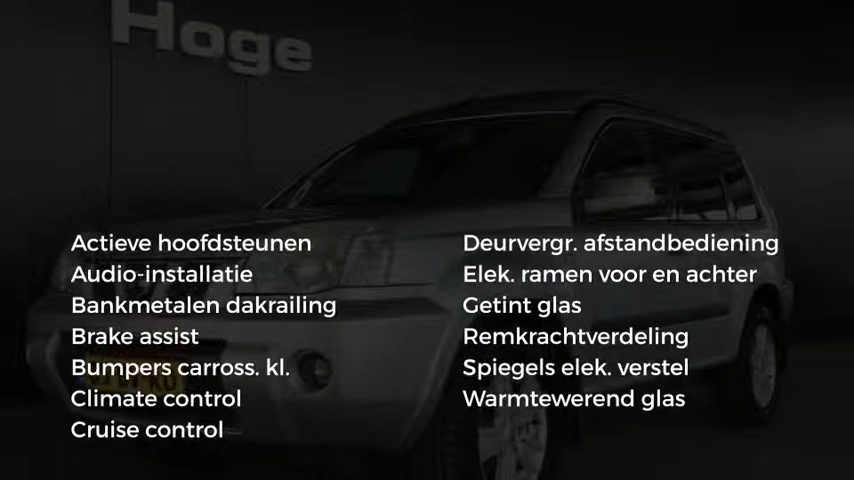 Hoge
Actieve hoofdsteunen
Audio-installatie
Bankmetalen dakrailing
Brake assist
Bumpers carross. kl.
Climate control
Cruise control
Deurvergr. afstandbediening
Elek. ramen voor en achter
Getint glas
Remkrachtverdeling
Spiegels elek. verstel
Warmtewerend glas